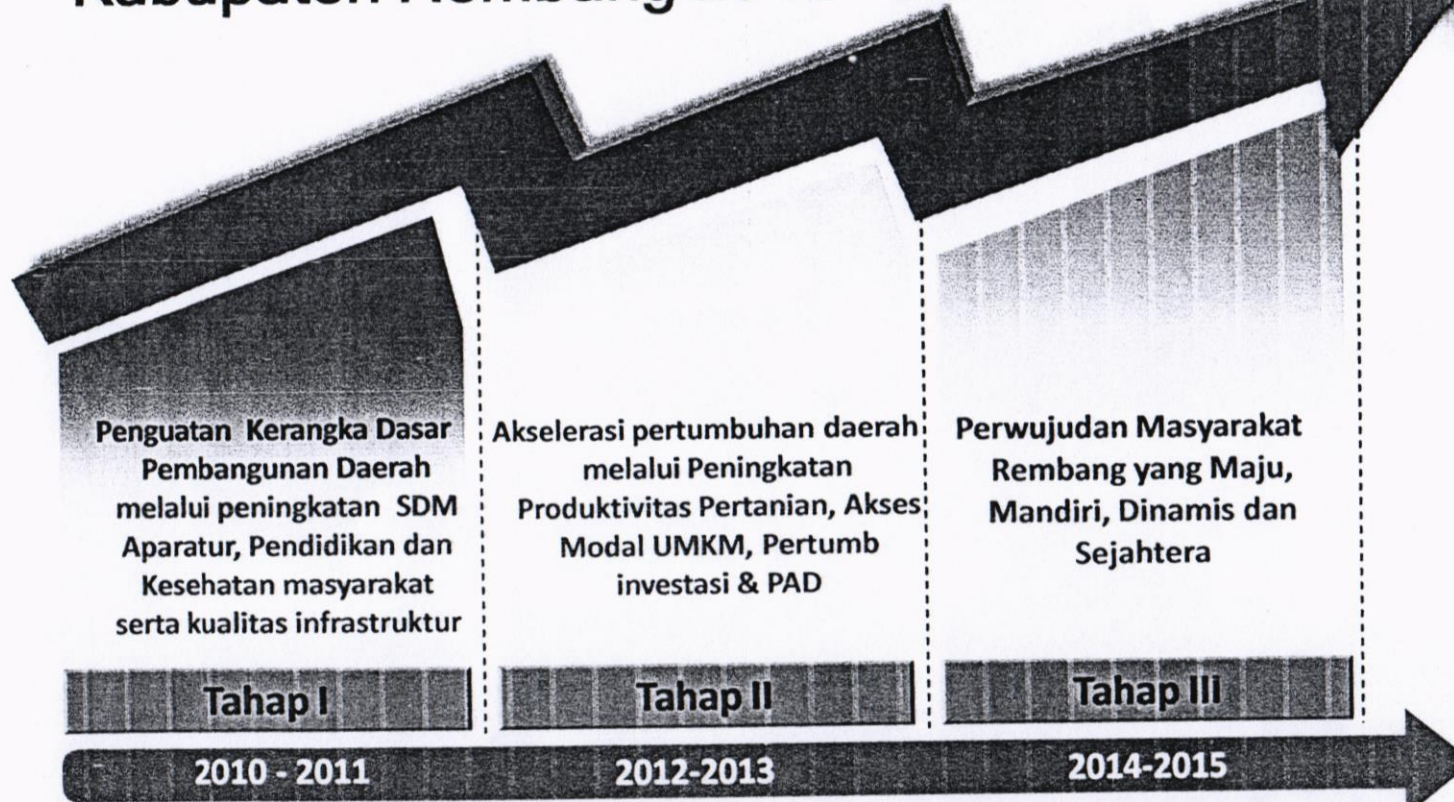 Kabupaten Rembang
Penguatan Kerangka Dasar
Pembangunan Daerah
melalui peningkatan SDM
Aparatur, Pendidikan dan
Kesehatan masyarakat
serta kualitas infrastruktur
Akselerasi pertumbuhan daerah
melalui Peningkatan
Produktivitas Pertanian, Akses
Modal UMKM, Pertumb
investasi & PAD
Perwujudan Masyarakat
Rembang yang Maju,
Mandiri, Dinamis dan
Sejahtera
Tahap I
Tahap II
Tahap III
2010 - 2011
2012-2013
2014-2015